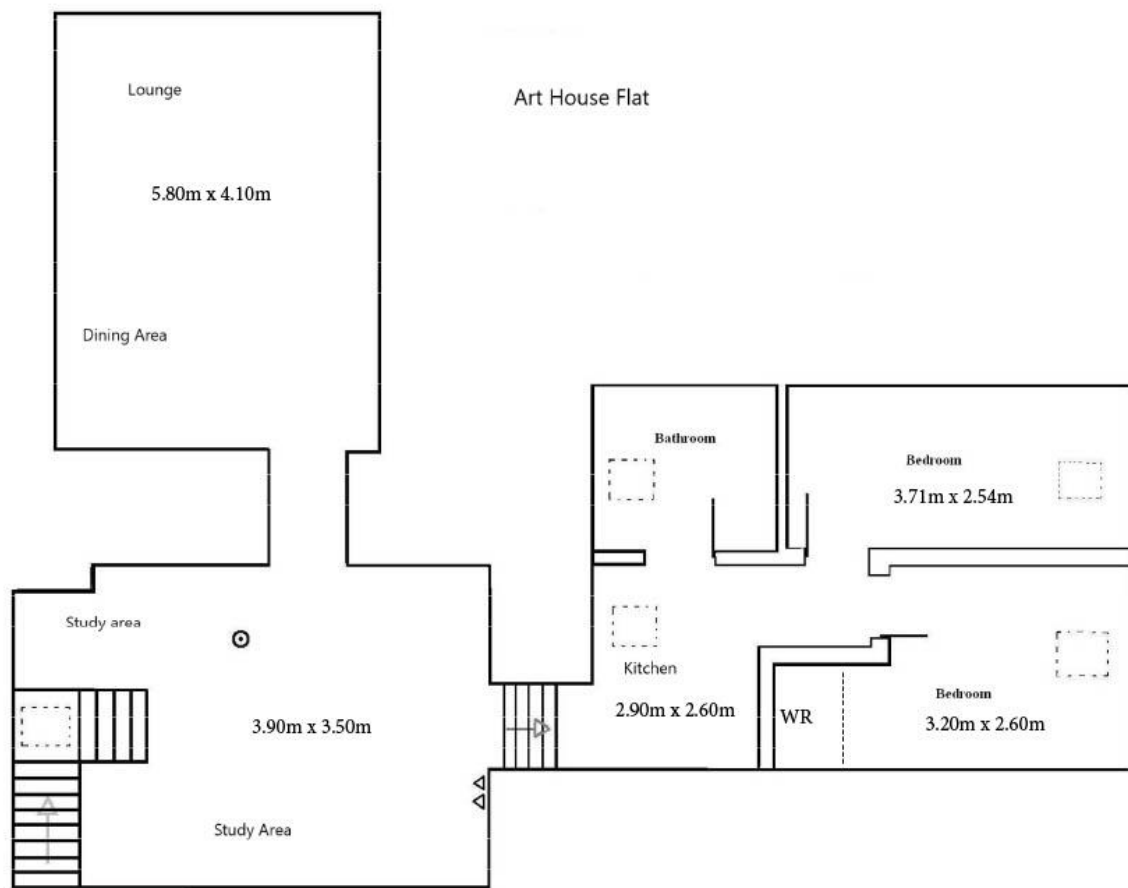 Lounge
Art House Flat
5.80m x 4.10m
Dining Area
Bathroom
Bedroom
3.71m x 2.54m
Study area
Kitchen
2.90m x 2.60m
WR
Bedroom
3.20m x 2.60m
3.90m x 3.50m
Study Area